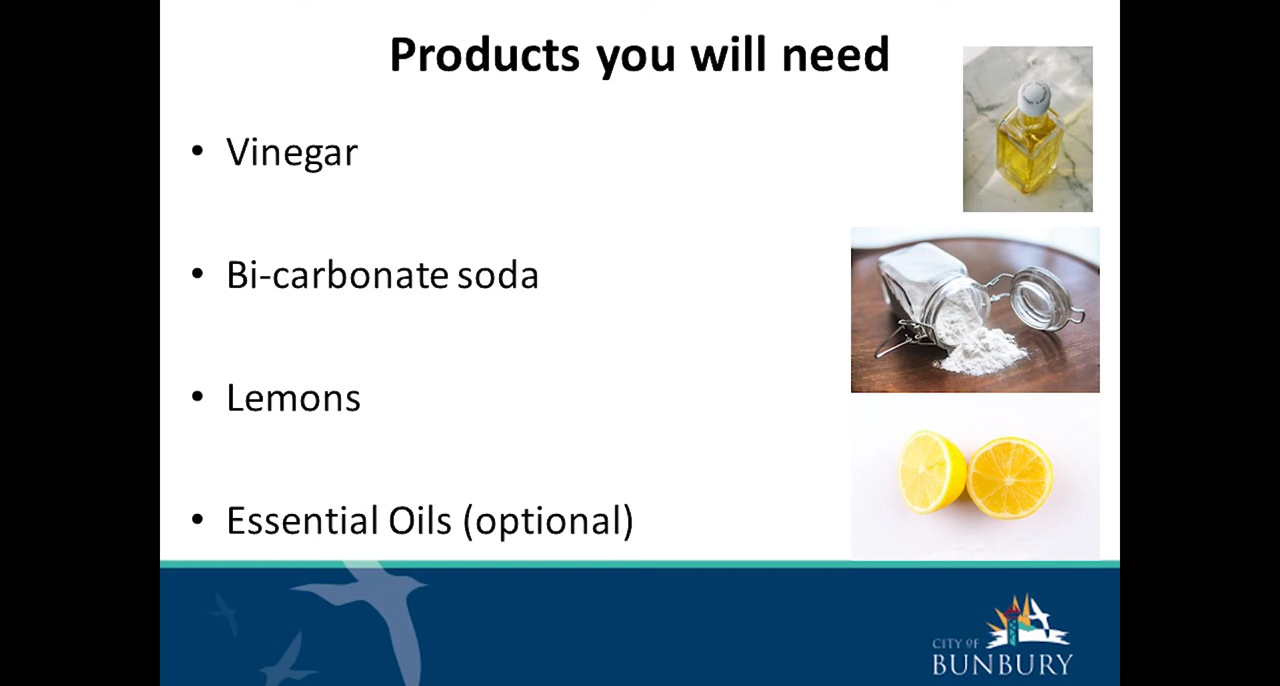 Products you will need
• Vinegar
• Bi-carbonate soda
• Lemons
• Essential Oils (optional)
CITY OF
BUNBURY